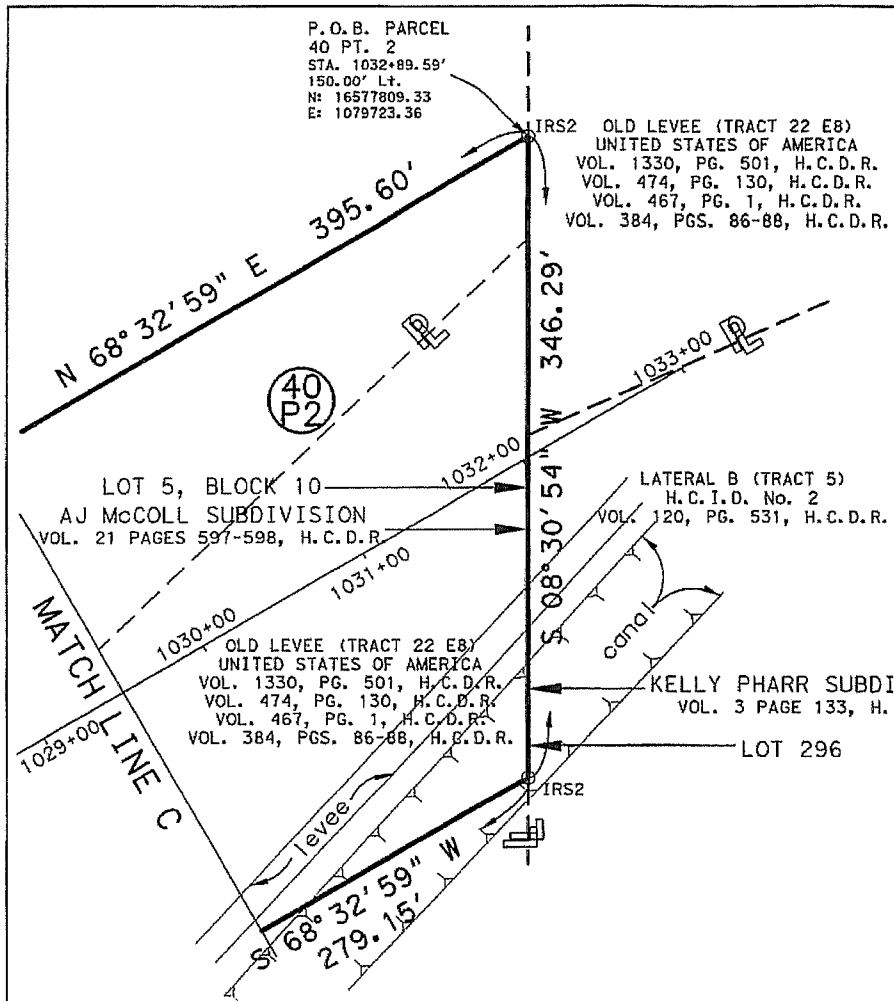 P.O.B. PARCEL
40 PT. 2
STA. 1032+89.59'
150.00' Lt.
N: 16577809.33
E: 1079723.36
IRS2
OLD LEVEE (TRACT 22 E8)
UNITED STATES OF AMERICA
VOL. 1330, PG. 501, H.C.D.R.
VOL. 474, PG. 130, H.C.D.R.
VOL. 467, PG. 1, H.C.D.R.
VOL. 384, PGS. 86-88, H.C.D.R.
N 68°32'59" E 395.60'
S 08°30'54" W 346.29'
PL
PL
40
P2
1033+00
1032+00
1031+00
1030+00
1029+00
LOT 5, BLOCK 10
AJ McCOLL SUBDIVISION
VOL. 21 PAGES 597-598, H.C.D.R.
LATERAL B (TRACT 5)
H.C.I.D. No. 2
VOL. 120, PG. 531, H.C.D.R.
canal
MATCH LINE C
OLD LEVEE (TRACT 22 E8)
UNITED STATES OF AMERICA
VOL. 1330, PG. 501, H.C.D.R.
VOL. 474, PG. 130, H.C.D.R.
VOL. 467, PG. 1, H.C.D.R.
VOL. 384, PGS. 86-88, H.C.D.R.
KELLY PHARR SUBDI
VOL. 3 PAGE 133, H.
LOT 296
IRS2
levee
S 68°32'59" W
279.15'